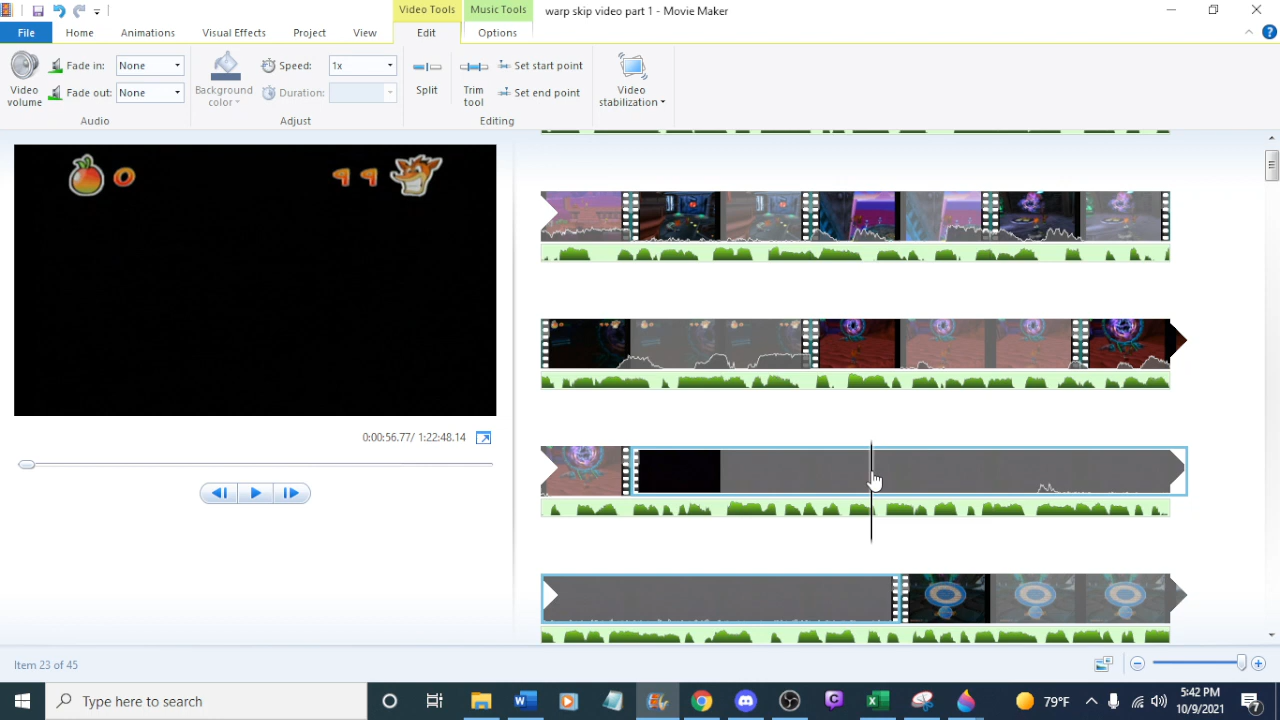 Video Tools Music Tools warp skip video part 1 - Movie Maker
File Home Animations Visual Effects Project View Edit Options
Video volume
Fade in: None
Fade out: None
Audio
Background color
Speed: 1x
Duration:
Adjust
Split
Trim tool
Set start point
Set end point
Editing
Video stabilization
0 99
0:00:56.77/ 1:22:48.14
Item 23 of 45
Type here to search
79°F
5:42 PM
10/9/2021
7